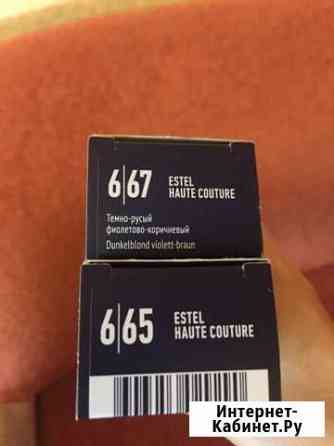 6|67
ESTEL
HAUTE COUTURE
Темно-русый
фиолетово-коричневый
Dunkelblond violett-braun
6|65
ESTEL
HAUTE COUTURE
Интернет-
Кабинет.Ру